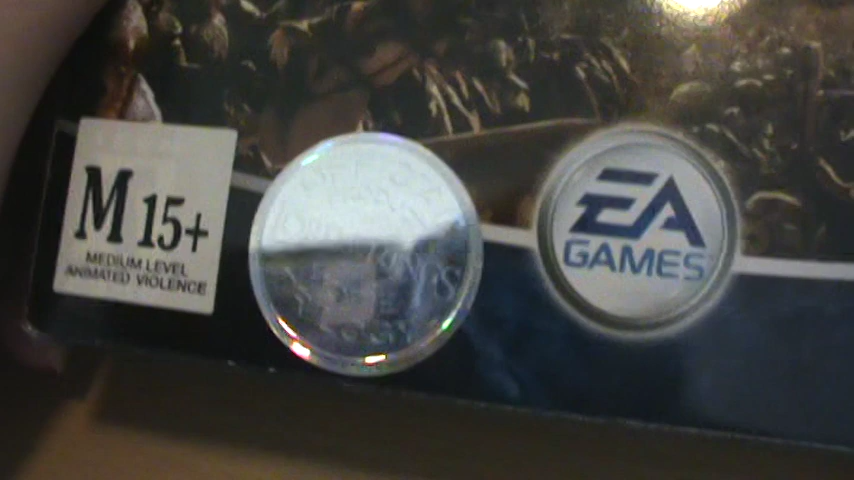 M 15+
MEDIUM LEVEL
ANIMATED VIOLENCE
EA
GAMES